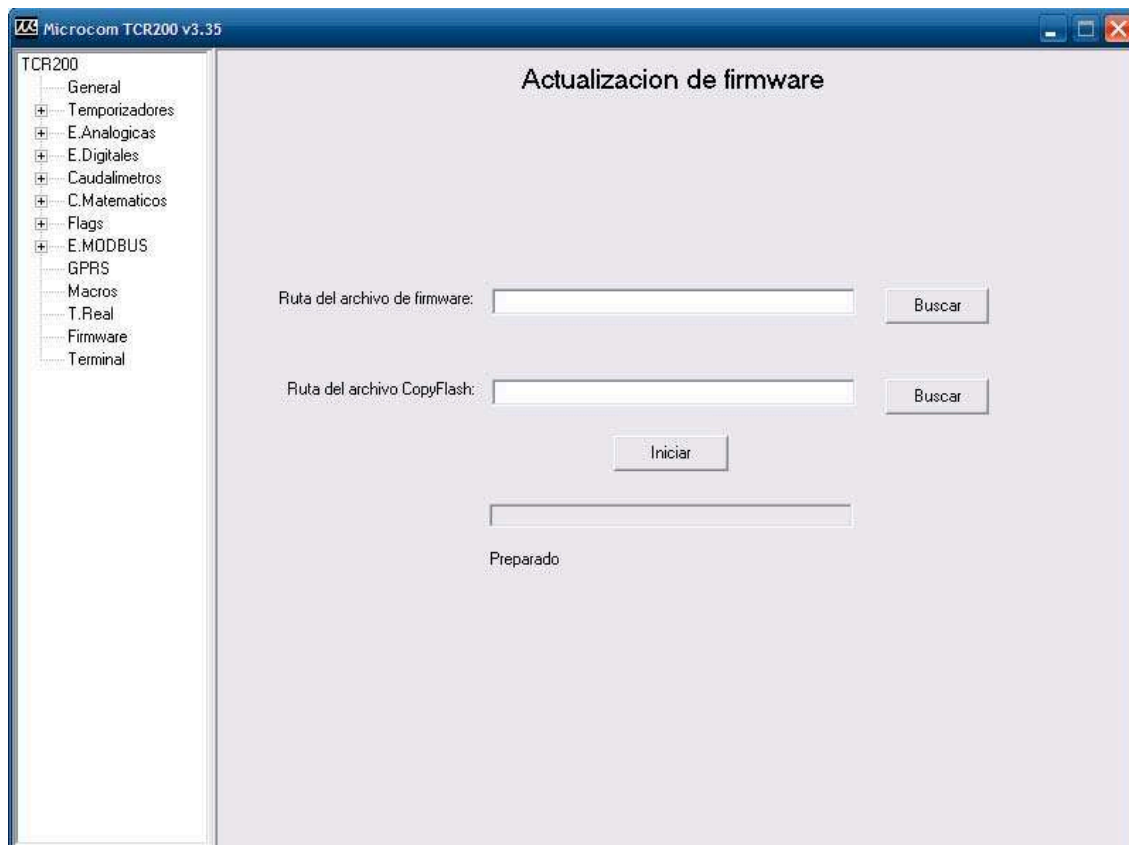 Microcom TCR200 v3.35
TCR200
General
Temporizadores
E.Analogicas
E.Digitales
Caudalimetros
C.Matematicos
Flags
E.MODBUS
GPRS
Macros
T.Real
Firmware
Terminal
Actualizacion de firmware
Ruta del archivo de firmware:
Buscar
Ruta del archivo CopyFlash:
Buscar
Iniciar
Preparado